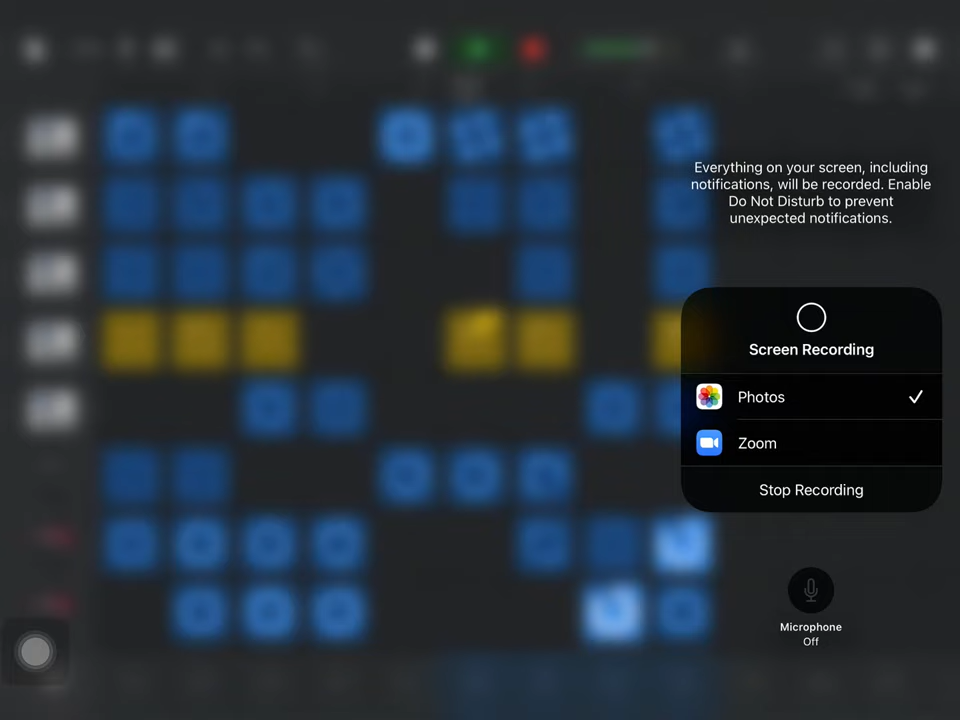 Everything on your screen, including
notifications, will be recorded. Enable
Do Not Disturb to prevent
unexpected notifications.
Screen Recording
Photos
Zoom
Stop Recording
Microphone
Off